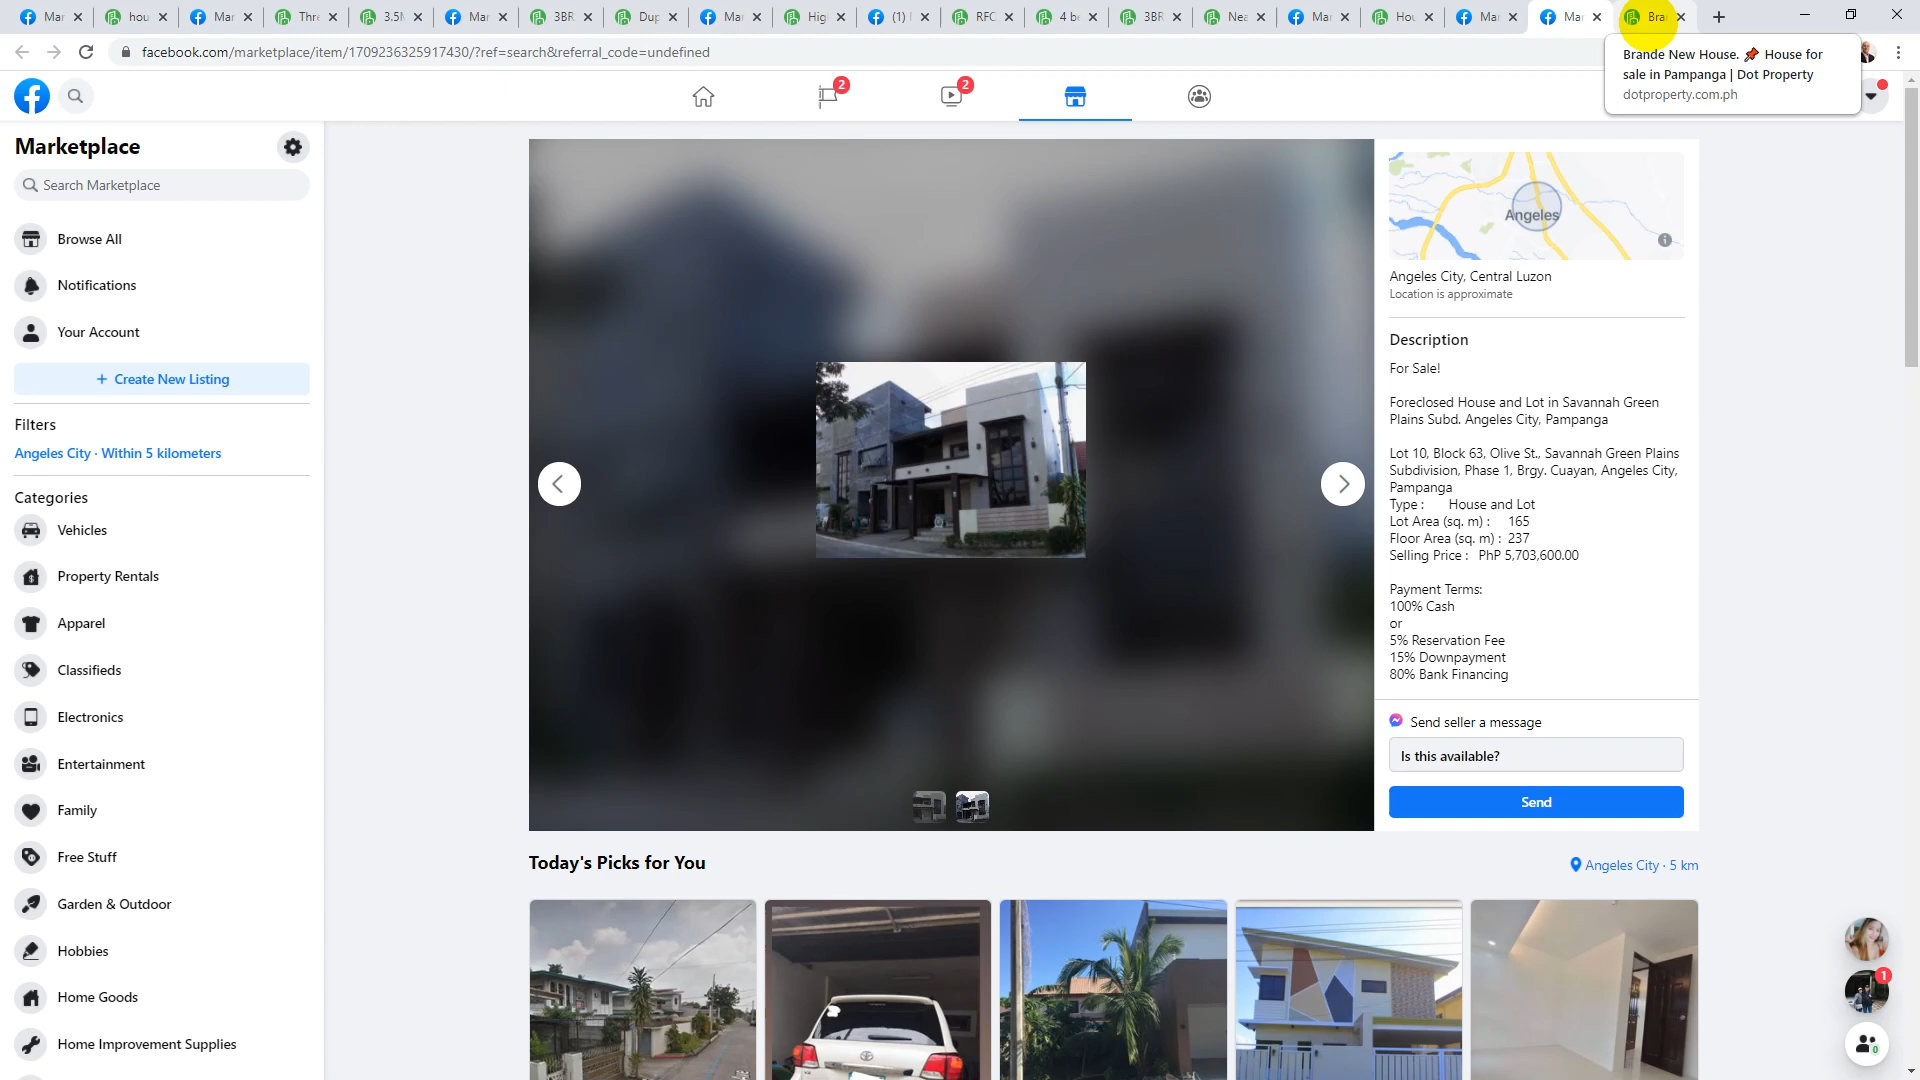 Mar
hou
Mar
Thre
3.5M
Mar
3BR
Dup
Mar
Higl
(1) M
RFO
4 be
3BR
Nea
Mar
Hou
Mar
Mar
Bra
facebook.com/marketplace/item/1709236325917430/?ref=search&referral_code=undefined
Brande New House. 📌 House for
sale in Pampanga | Dot Property
dotproperty.com.ph
2
2
Marketplace
Search Marketplace
Browse All
Notifications
Your Account
+ Create New Listing
Filters
Angeles City · Within 5 kilometers
Categories
Vehicles
Property Rentals
Apparel
Classifieds
Electronics
Entertainment
Family
Free Stuff
Garden & Outdoor
Hobbies
Home Goods
Home Improvement Supplies
Angeles
Angeles City, Central Luzon
Location is approximate
Description
For Sale!
Foreclosed House and Lot in Savannah Green
Plains Subd. Angeles City, Pampanga
Lot 10, Block 63, Olive St., Savannah Green Plains
Subdivision, Phase 1, Brgy. Cuayan, Angeles City,
Pampanga
Type : House and Lot
Lot Area (sq. m) : 165
Floor Area (sq. m) : 237
Selling Price : PhP 5,703,600.00
Payment Terms:
100% Cash
or
5% Reservation Fee
15% Downpayment
80% Bank Financing
Send seller a message
Is this available?
Send
Today's Picks for You
Angeles City · 5 km
1
0